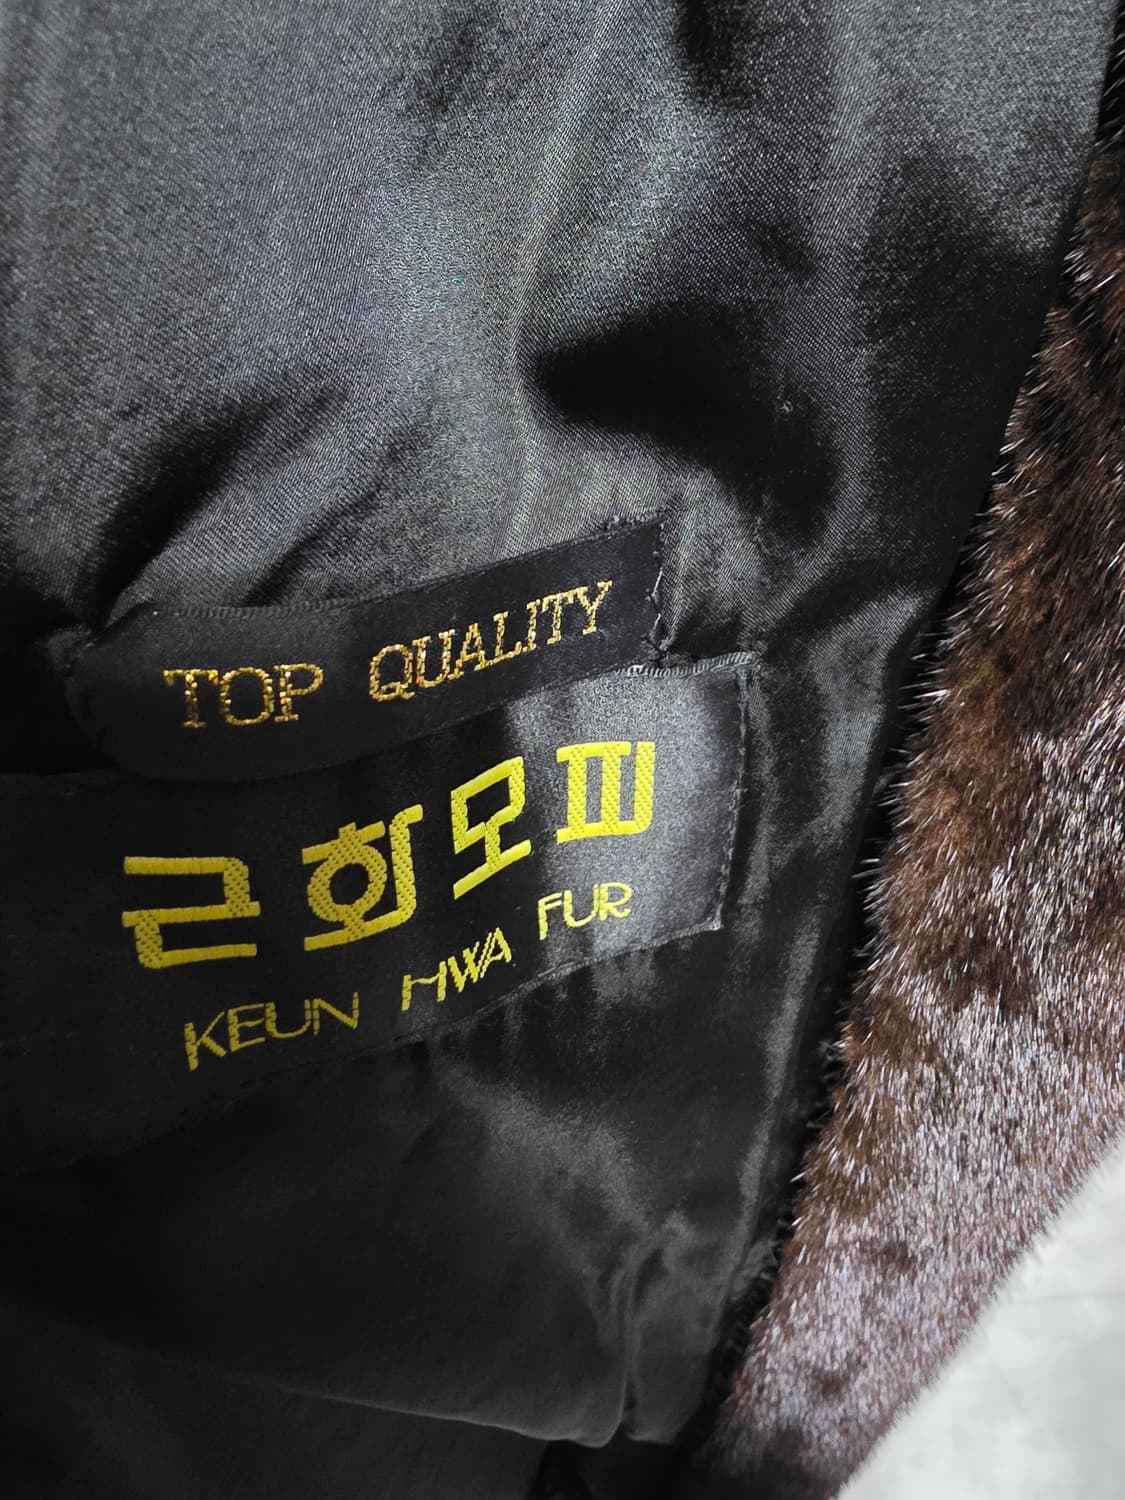 TOP QUALITY
근화모피
KEUN HWA FUR